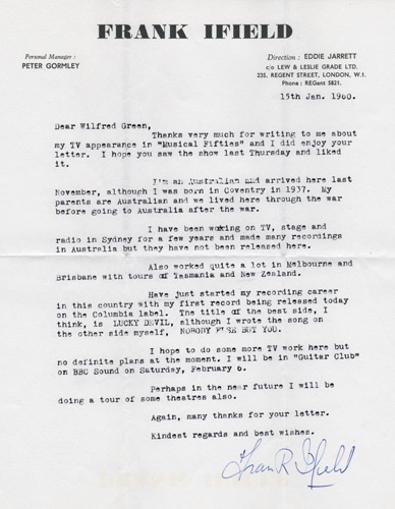 FRANK IFIELD
Personal Manager :
PETER GORMLEY
Direction : EDDIE JARRETT
c/o LEW & LESLIE GRADE LTD.
235, REGENT STREET, LONDON, W.1.
Phone : REGent 5821.
15th Jan. 1960.
Dear Wilfred Green,
Thanks very much for writing to me about
my TV appearance in "Musical Fifties" and I did enjoy your
letter. I hope you saw the show last Thursday and liked
it.
I'm an Australian and arrived here last
November, although I was born in Coventry in 1937. My
parents are Australian and we lived here through the war
before going to Australia after the war.
I have been working on TV, stage and
radio in Sydney for a few years and made many recordings
in Australia but they have not been released here.
Also worked quite a lot in Melbourne and
Brisbane with tours of Tasmania and New Zealand.
Have just started my recording career
in this country with my first record being released today
on the Columbia label. The title of the best side, I
think, is LUCKY DEVIL, although I wrote the song on
the other side myself, NOBODY ELSE BUT YOU.
I hope to do some more TV work here but
no definite plans at the moment. I will be in "Guitar Club"
on BBC Sound on Saturday, February 6.
Perhaps in the near future I will be
doing a tour of some theatres also.
Again, many thanks for your letter.
Kindest regards and best wishes.
Frank Ifield